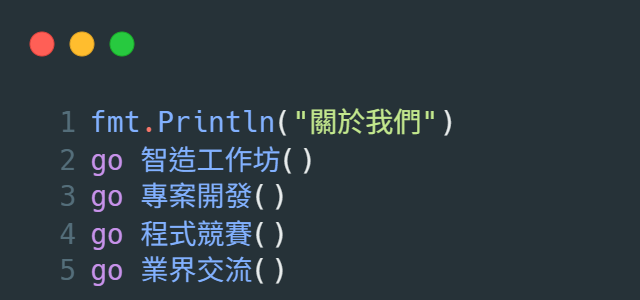 1 fmt.Println("關於我們")
2 go 智造工作坊()
3 go 專案開發()
4 go 程式競賽()
5 go 業界交流()